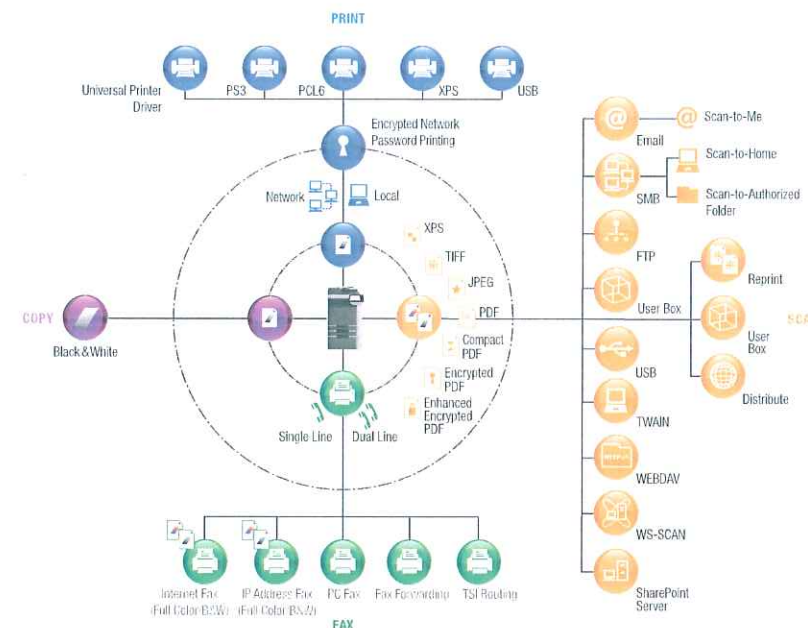 PRINT
Universal Printer
Driver
PS3
PCL6
XPS
USB
Encrypted Network
Password Printing
Network
Local
XPS
TIFF
JPEG
PDF
Compact
PDF
Encrypted
PDF
Enhanced
Encrypted
PDF
COPY
Black & White
Single Line
Dual Line
@
Email
@
Scan-to-Me
SMB
Scan-to-Home
Scan-to-Authorized
Folder
FTP
User Box
Reprint
User
Box
Distribute
SCA
USB
TWAIN
WEBDAV
WS-SCAN
SharePoint
Server
Internet Fax
(Full Color B&W)
IP Address Fax
(Full Color B&W)
PC Fax
Fax Forwarding
TSI Routing
FAX